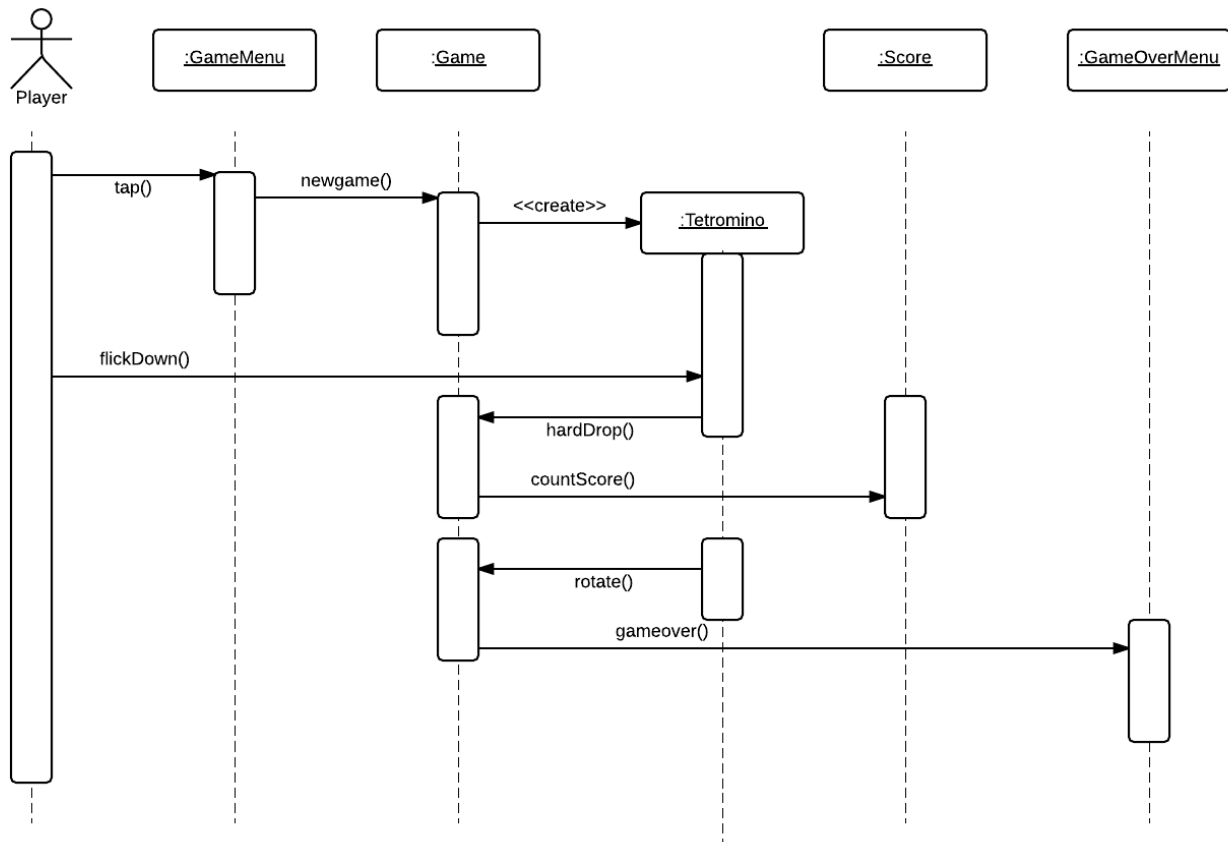 Player
:GameMenu
:Game
:Score
:GameOverMenu
tap()
newgame()
<<create>>
:Tetromino
flickDown()
hardDrop()
countScore()
rotate()
gameover()